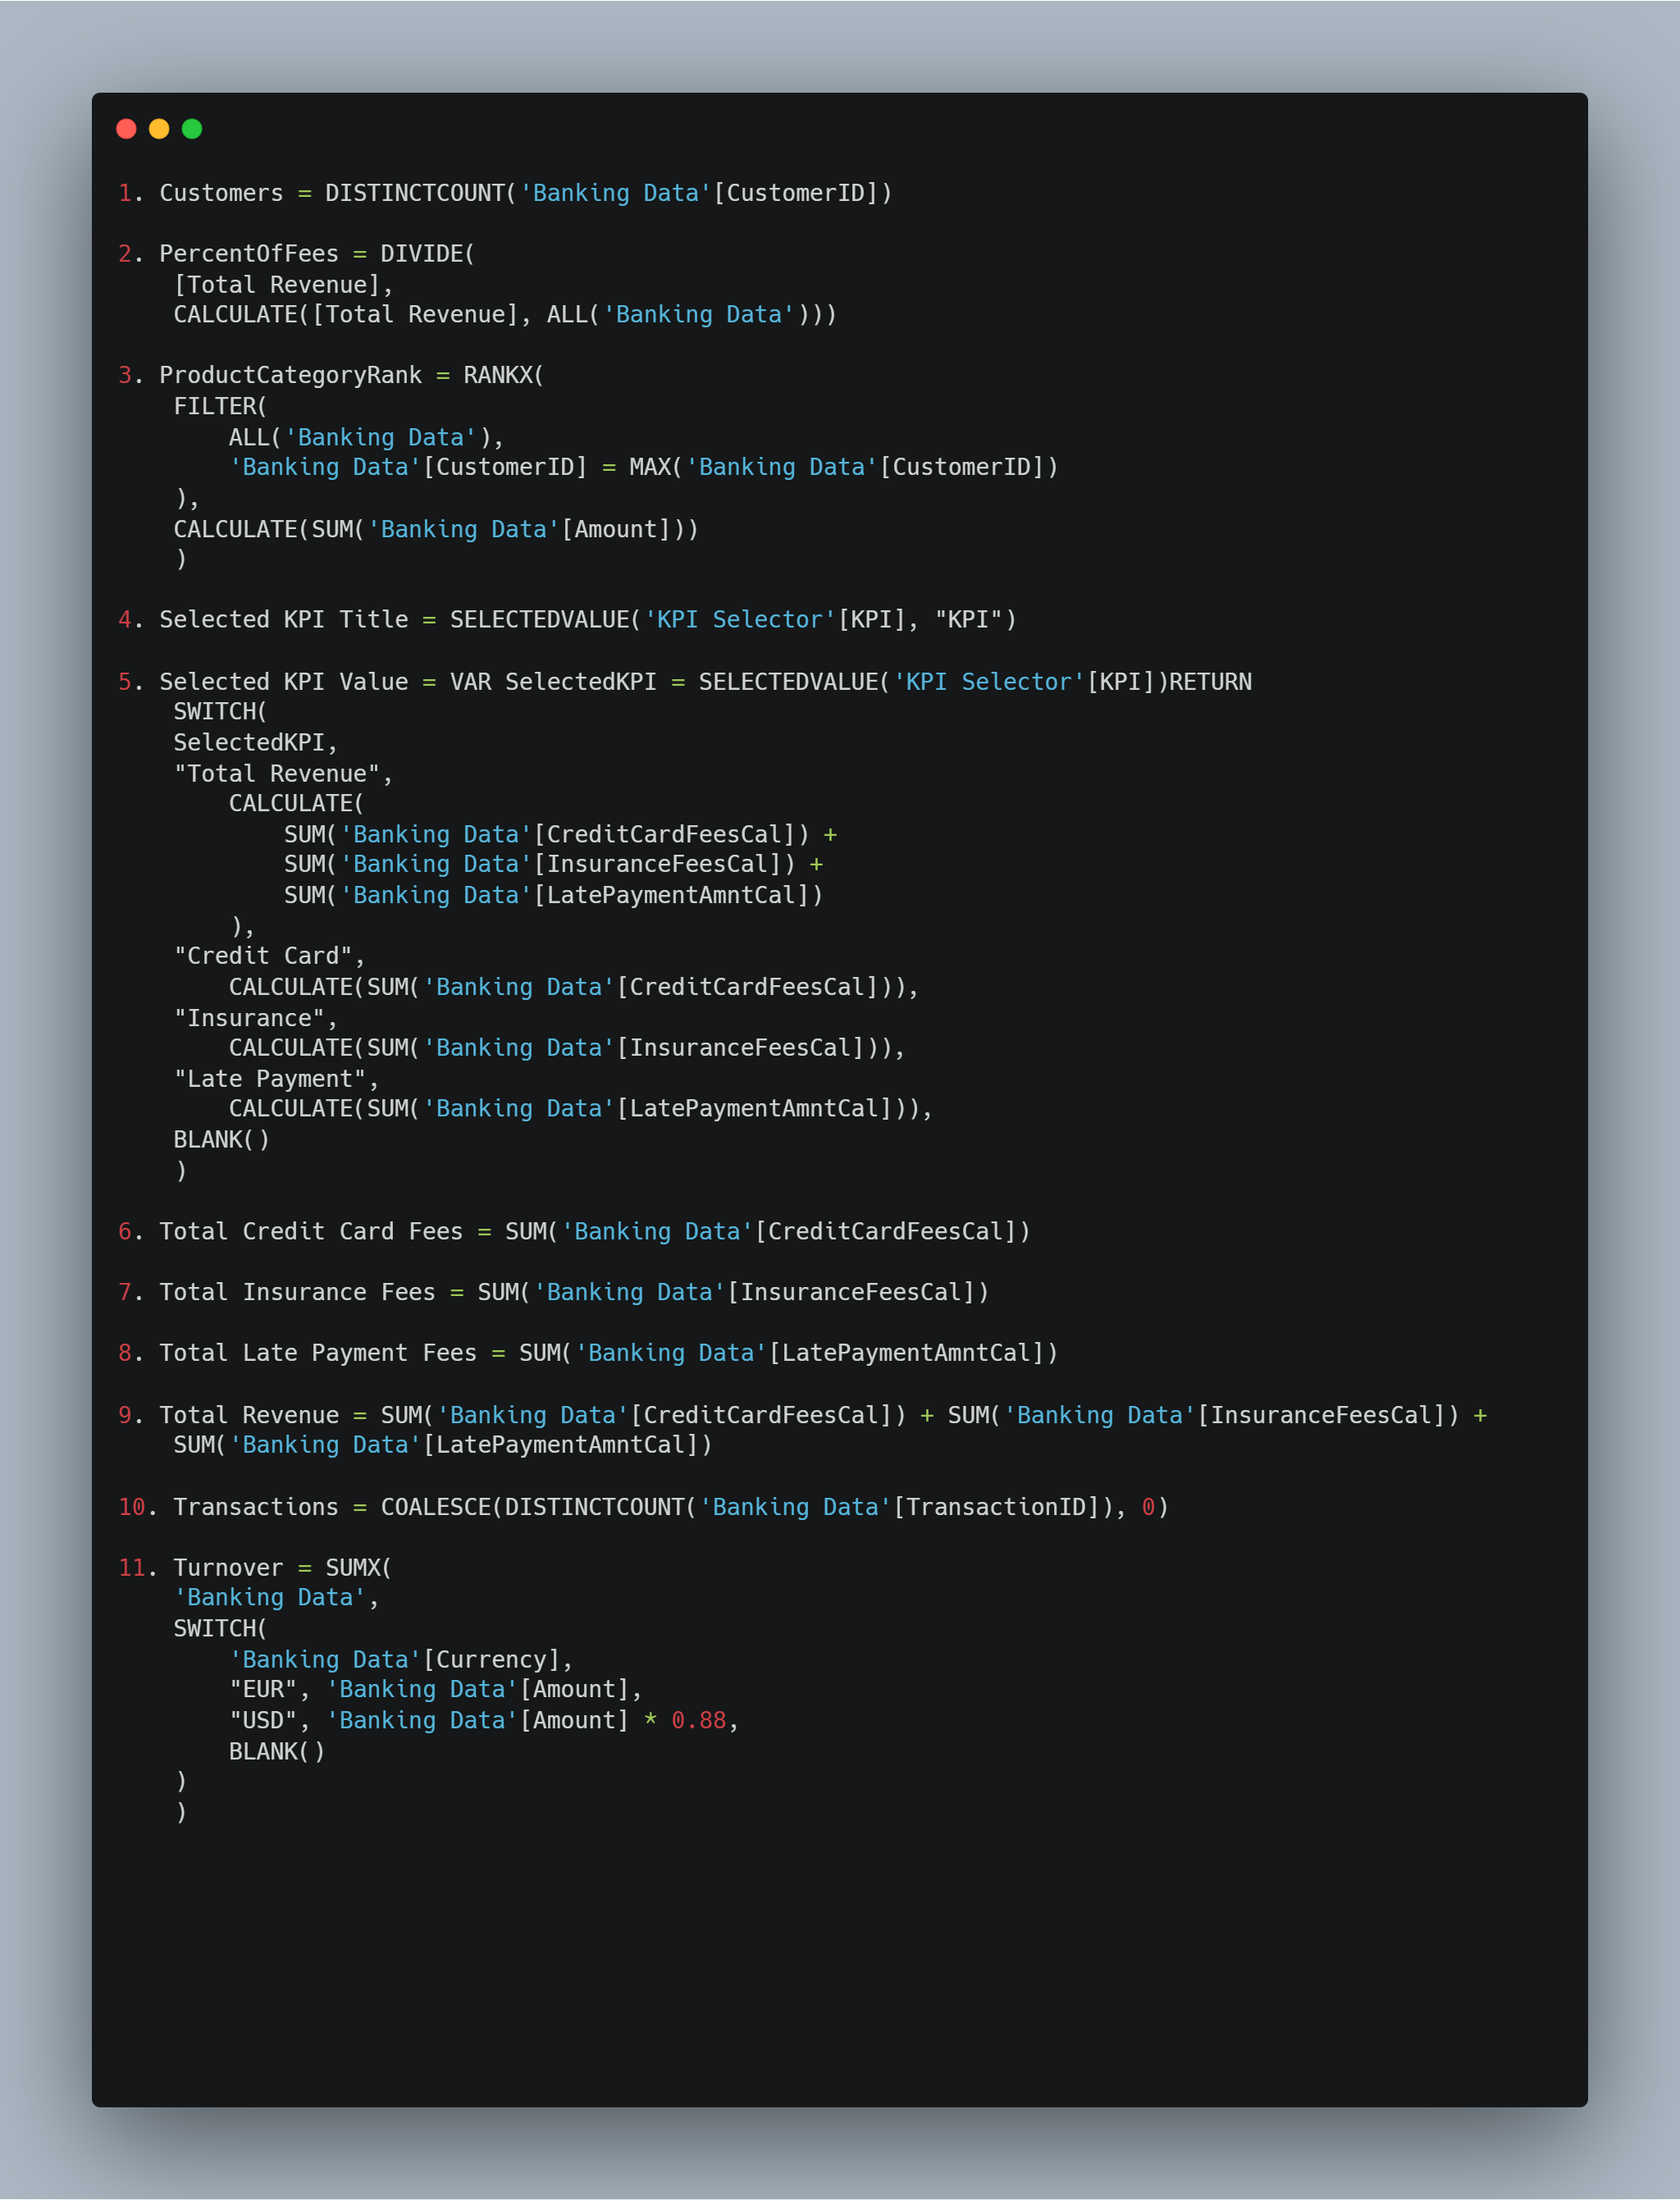 1. Customers = DISTINCTCOUNT('Banking Data'[CustomerID])
2. PercentOfFees = DIVIDE(
[Total Revenue],
CALCULATE([Total Revenue], ALL('Banking Data')))
3. ProductCategoryRank = RANKX(
FILTER(
ALL('Banking Data'),
'Banking Data'[CustomerID] = MAX('Banking Data'[CustomerID])
),
CALCULATE(SUM('Banking Data'[Amount]))
)
4. Selected KPI Title = SELECTEDVALUE('KPI Selector'[KPI], "KPI")
5. Selected KPI Value = VAR SelectedKPI = SELECTEDVALUE('KPI Selector'[KPI])RETURN
SWITCH(
SelectedKPI,
"Total Revenue",
CALCULATE(
SUM('Banking Data'[CreditCardFeesCal]) +
SUM('Banking Data'[InsuranceFeesCal]) +
SUM('Banking Data'[LatePaymentAmntCal])
),
"Credit Card",
CALCULATE(SUM('Banking Data'[CreditCardFeesCal])),
"Insurance",
CALCULATE(SUM('Banking Data'[InsuranceFeesCal])),
"Late Payment",
CALCULATE(SUM('Banking Data'[LatePaymentAmntCal])),
BLANK()
)
6. Total Credit Card Fees = SUM('Banking Data'[CreditCardFeesCal])
7. Total Insurance Fees = SUM('Banking Data'[InsuranceFeesCal])
8. Total Late Payment Fees = SUM('Banking Data'[LatePaymentAmntCal])
9. Total Revenue = SUM('Banking Data'[CreditCardFeesCal]) + SUM('Banking Data'[InsuranceFeesCal]) +
SUM('Banking Data'[LatePaymentAmntCal])
10. Transactions = COALESCE(DISTINCTCOUNT('Banking Data'[TransactionID]), 0)
11. Turnover = SUMX(
'Banking Data',
SWITCH(
'Banking Data'[Currency],
"EUR", 'Banking Data'[Amount],
"USD", 'Banking Data'[Amount] * 0.88,
BLANK()
)
)